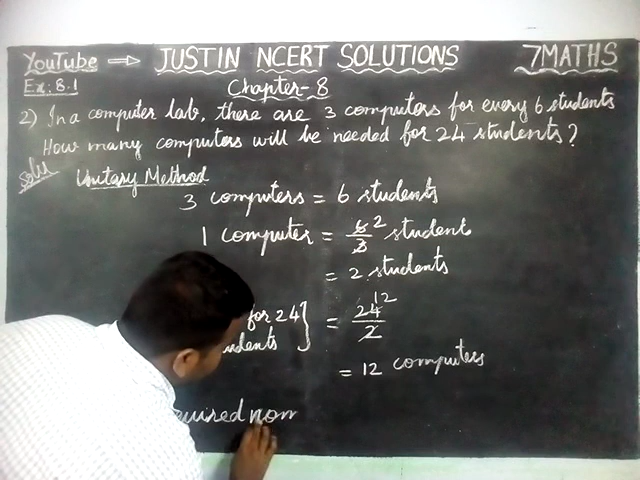 YouTube ⇒ JUSTIN NCERT SOLUTIONS 7MATHS
Ex: 8.1 Chapter-8
2) In a computer lab, there are 3 computers for every 6 students
How many computers will be needed for 24 students?
Soln Unitary Method
3 computers = 6 students
1 computer = 6/3 2 student
= 2 students
for 24 } = 24/2 12
= 12 computers